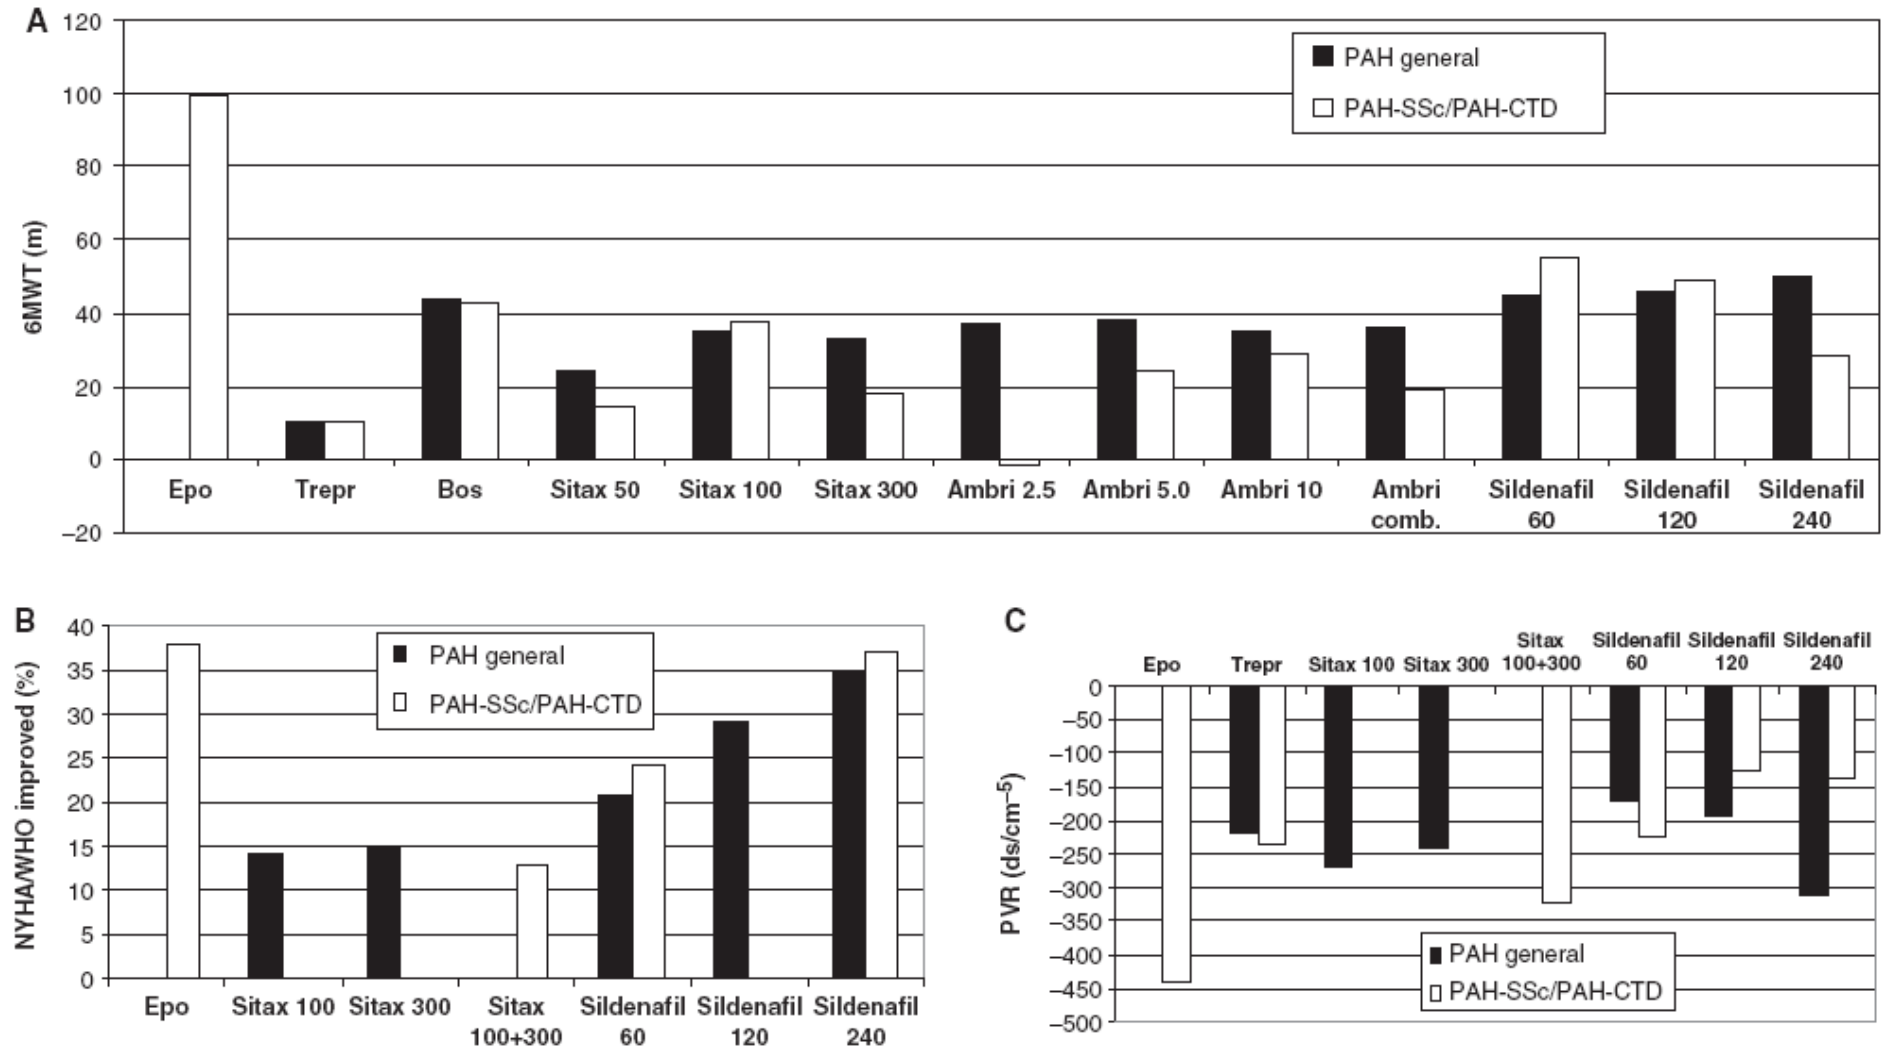 A
120
100
80
60
40
20
0
–20
6MWT (m)
PAH general
PAH-SSc/PAH-CTD
Epo Trepr Bos Sitax 50 Sitax 100 Sitax 300 Ambri 2.5 Ambri 5.0 Ambri 10 Ambri comb. Sildenafil 60 Sildenafil 120 Sildenafil 240
B
40
35
30
25
20
15
10
5
0
NYHA/WHO improved (%)
PAH general
PAH-SSc/PAH-CTD
Epo Sitax 100 Sitax 300 Sitax 100+300 Sildenafil 60 Sildenafil 120 Sildenafil 240
C
Epo Trepr Sitax 100 Sitax 300 Sitax 100+300 Sildenafil 60 Sildenafil 120 Sildenafil 240
0
–50
–100
–150
–200
–250
–300
–350
–400
–450
–500
PVR (ds/cm–5)
PAH general
PAH-SSc/PAH-CTD